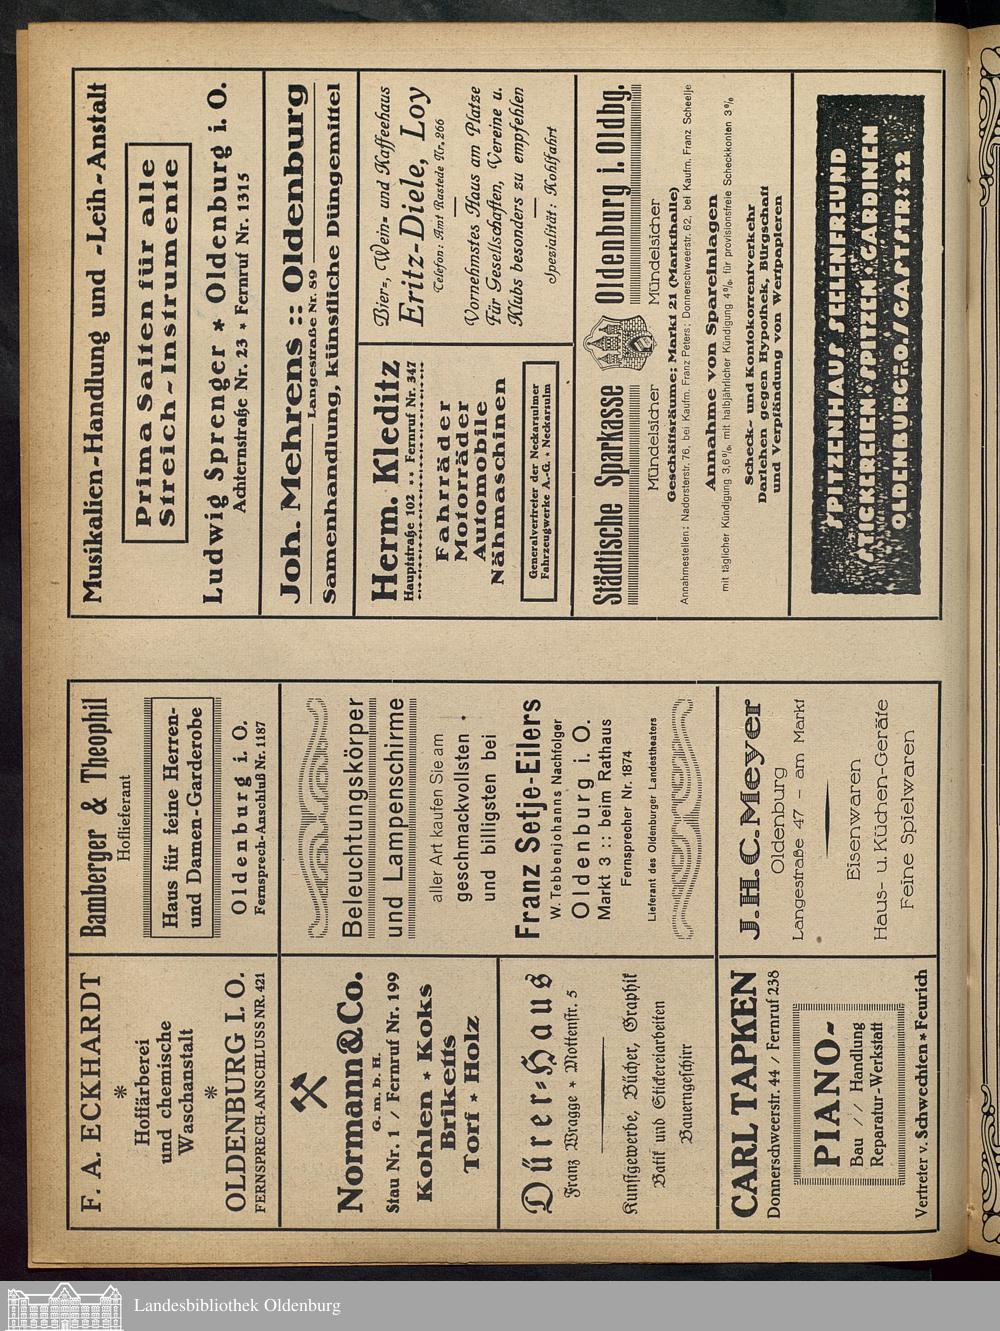 F. A. ECKHARDT
*
Hoffärberei
und chemische
Waschanstalt
*
OLDENBURG I. O.
FERNSPRECH-ANSCHLUSS NR. 421
Bamberger & Theophil
Hoflieferant
Haus für feine Herren-
und Damen-Garderobe
Oldenburg i. O.
Fernsprech-Anschluß Nr. 1187
Normann & Co.
G. m. b. H.
Stau Nr. 1 / Fernruf Nr. 199
Kohlen * Koks
Briketts
Torf * Holz
Dürer-Haus
Franz Wragge * Mottenstr. 5
Kunstgewerbe, Bücher, Graphik
Batik und Stickereiarbeiten
Bauerngeschirr
Beleuchtungskörper
und Lampenschirme
aller Art kaufen Sie am
geschmackvollsten
und billigsten bei
Franz Setje-Eilers
W. Tebbenjohanns Nachfolger
Oldenburg i. O.
Markt 3 :: beim Rathaus
Fernsprecher Nr. 1874
Lieferant des Oldenburger Landestheaters
CARL TAPKEN
Donnerschweerstr. 44 / Fernruf 238
PIANO-
Bau // Handlung
Reparatur-Werkstatt
Vertreter v. Schwechten * Feurich
J. H. C. Meyer
Oldenburg
Langestraße 47 – am Markt
Eisenwaren
Haus- u. Küchen-Geräte
Feine Spielwaren
Musikalien-Handlung und -Leih-Anstalt
Prima Saiten für alle
Streich-Instrumente
Ludwig Sprenger * Oldenburg i. O.
Achternstraße Nr. 23 * Fernruf Nr. 1315
Joh. Mehrens :: Oldenburg
Langestraße Nr. 89
Samenhandlung, künstliche Düngemittel
Herm. Kleditz
Hauptstraße 102 :: Fernruf Nr. 347
Fahrräder
Motorräder
Automobile
Nähmaschinen
Generalvertreter der Neckarsulmer
Fahrzeugwerke A.-G. * Neckarsulm
Bier-, Wein- und Kaffeehaus
Eritz-Diele, Loy
Telefon: Amt Rastede Nr. 266
Vornehmstes Haus am Platze
Für Gesellschaften, Vereine u.
Klubs besonders zu empfehlen
Spezialität: Kohlfahrt
Städtische Sparkasse Oldenburg i. Oldbg.
Mündelsicher Mündelsicher
Geschäftsräume: Markt 21 (Markthalle)
Annahmestellen: Nadorsterstr. 76, bei Kaufm. Franz Peters; Donnerschweerstr. 62, bei Kaufm. Franz Scheelje
Annahme von Spareinlagen
mit täglicher Kündigung 3,6%, mit halbjährlicher Kündigung 4%, für provisionsfreie Scheckkonten 3%
Scheck- und Kontokorrentverkehr
Darlehen gegen Hypothek, Bürgschaft
und Verpfändung von Wertpapieren
SPITZENHAUS SEELENFREUND
STICKEREIEN·SPITZEN·GARDINEN
OLDENBURG i. O. / GASTSTR: 22
Landesbibliothek Oldenburg